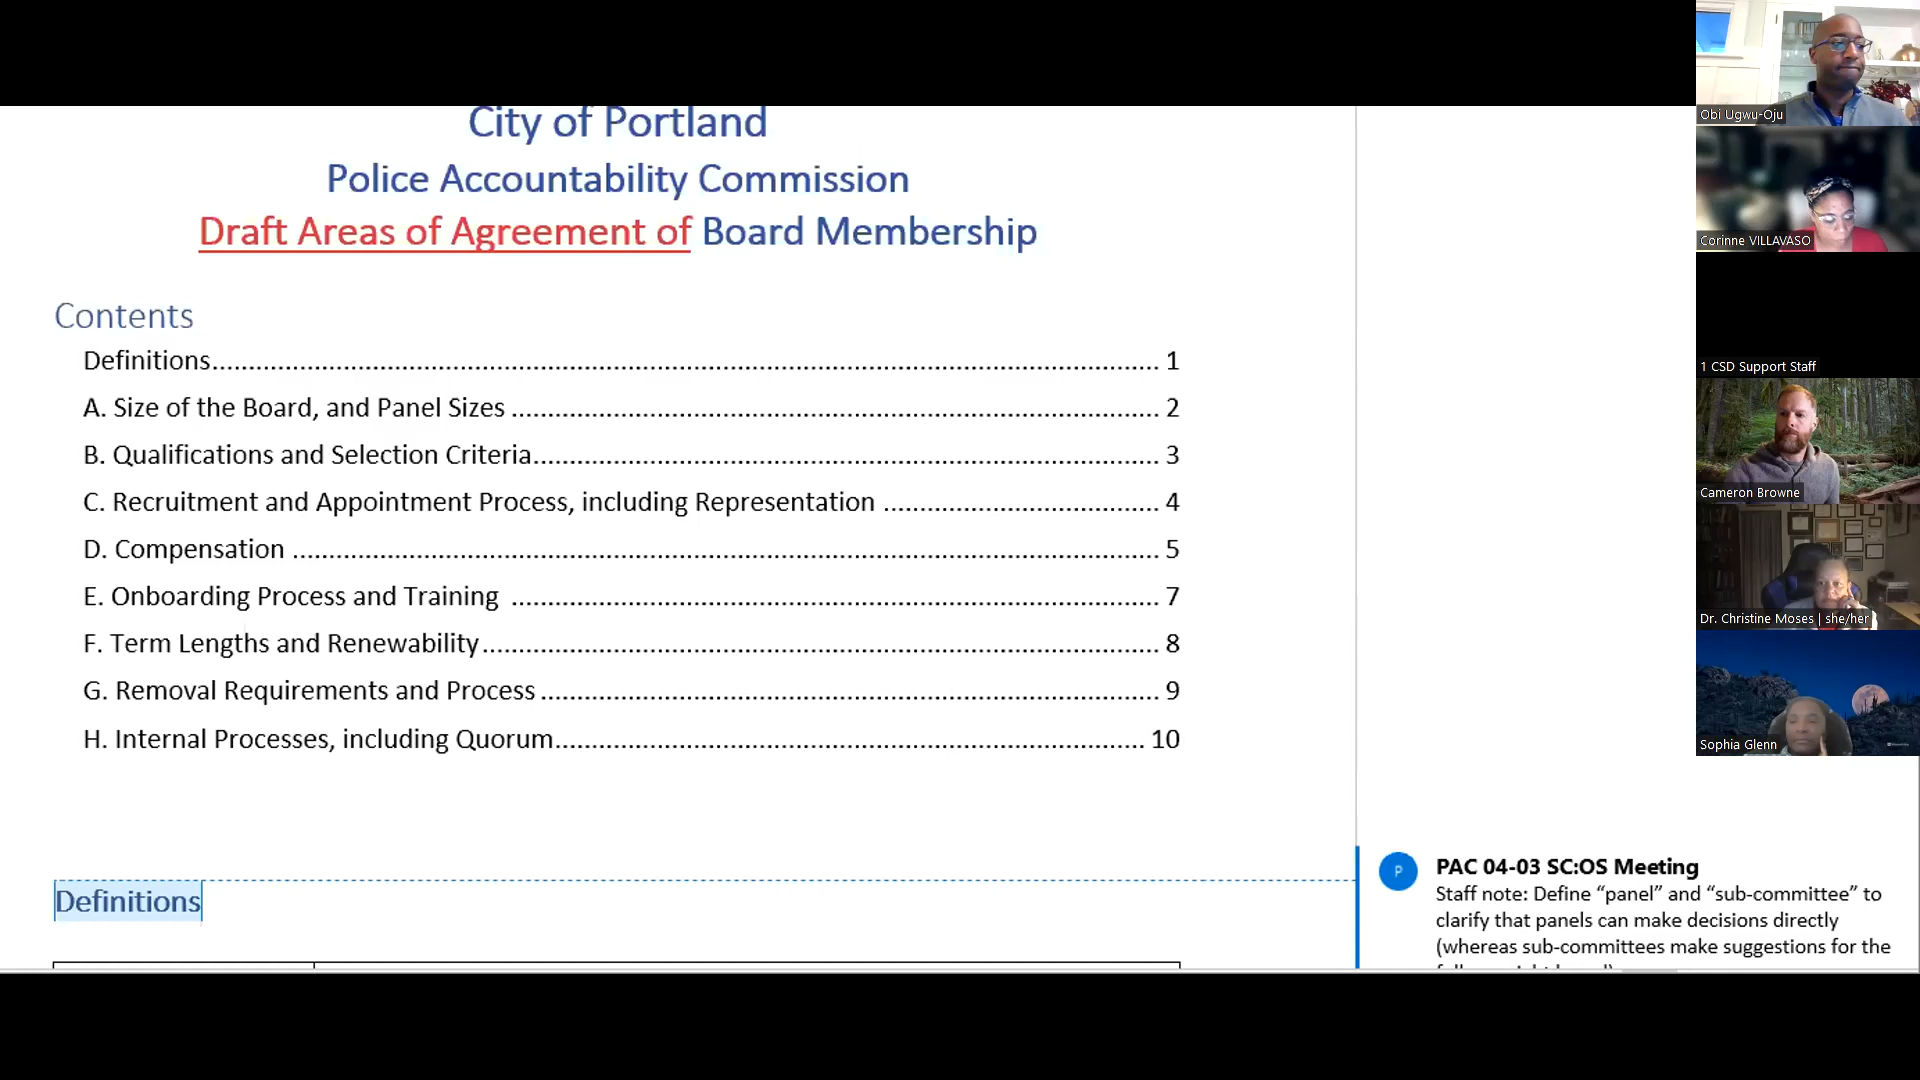 City of Portland
Police Accountability Commission
Draft Areas of Agreement of Board Membership
Contents
Definitions 1
A. Size of the Board, and Panel Sizes 2
B. Qualifications and Selection Criteria 3
C. Recruitment and Appointment Process, including Representation 4
D. Compensation 5
E. Onboarding Process and Training 7
F. Term Lengths and Renewability 8
G. Removal Requirements and Process 9
H. Internal Processes, including Quorum 10
Definitions
P
PAC 04-03 SC:OS Meeting
Staff note: Define “panel” and “sub-committee” to
clarify that panels can make decisions directly
(whereas sub-committees make suggestions for the
Obi Ugwu-Oju
Corinne VILLAVASO
1 CSD Support Staff
Cameron Browne
Dr. Christine Moses | she/her
Sophia Glenn